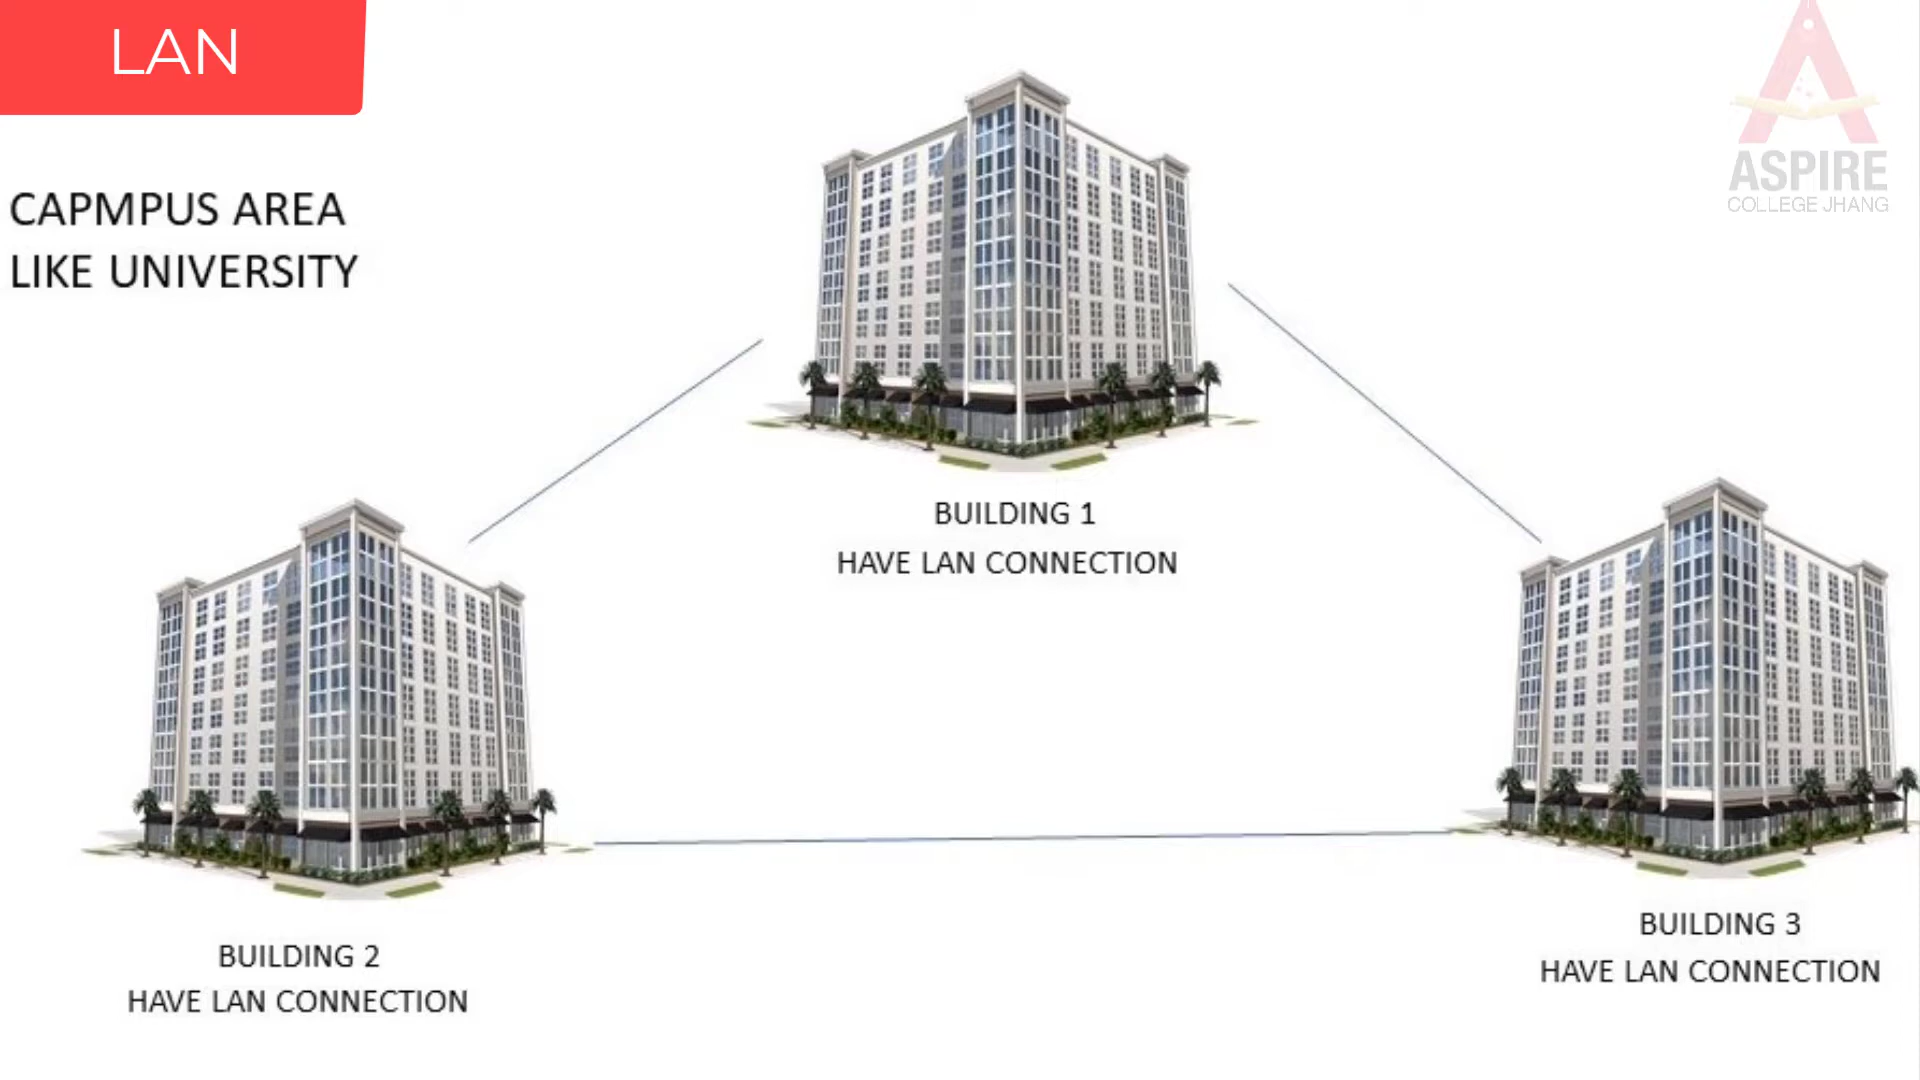 LAN
CAPMPUS AREA
LIKE UNIVERSITY
ASPIRE
COLLEGE JHANG
BUILDING 1
HAVE LAN CONNECTION
BUILDING 2
HAVE LAN CONNECTION
BUILDING 3
HAVE LAN CONNECTION